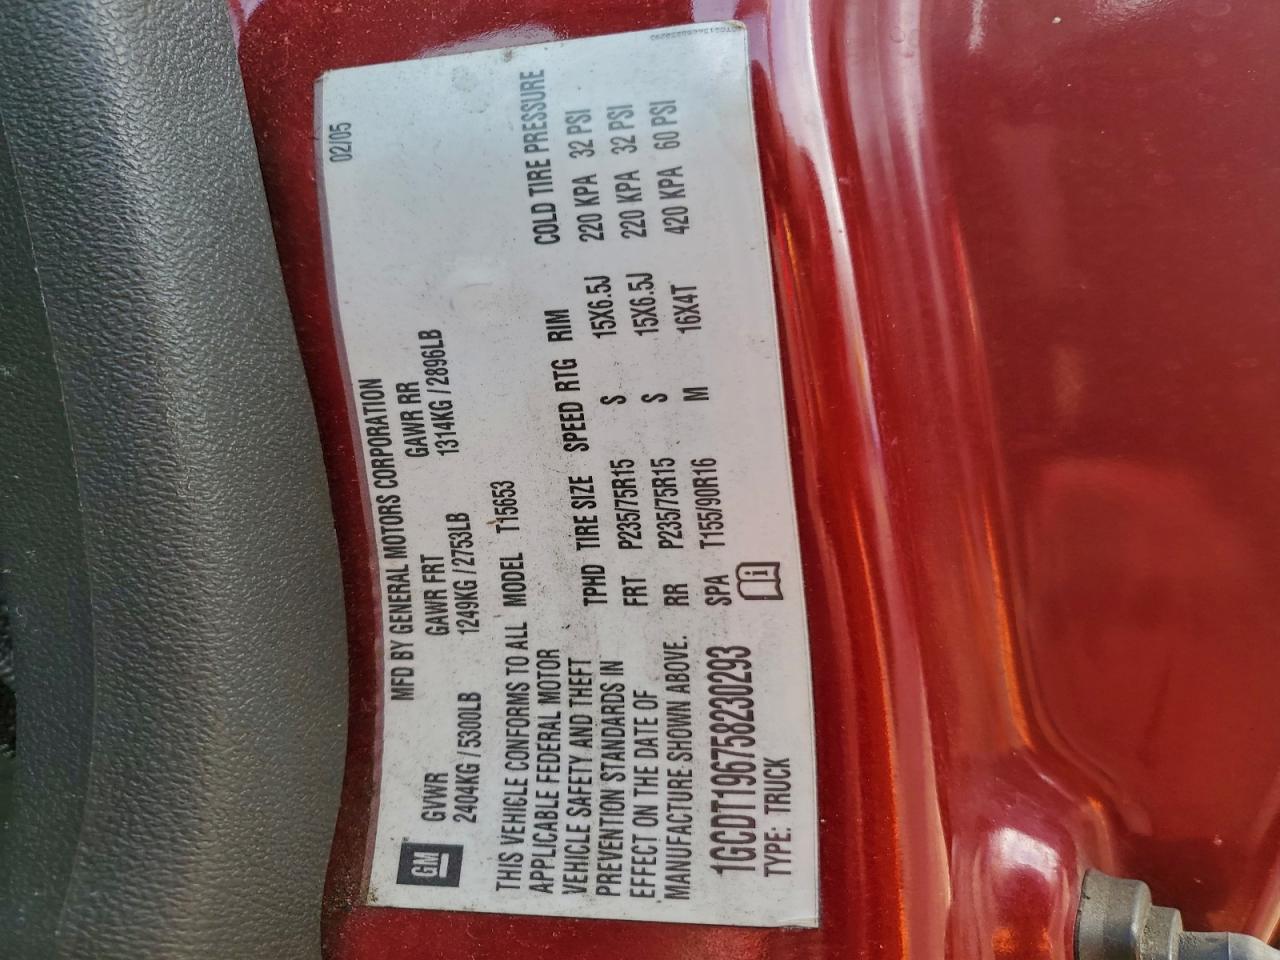 MFD BY GENERAL MOTORS CORPORATION 02/05
GM
GVWR GAWR FRT GAWR RR
2404KG / 5300LB 1249KG / 2753LB 1314KG / 2896LB
THIS VEHICLE CONFORMS TO ALL
APPLICABLE FEDERAL MOTOR
VEHICLE SAFETY AND THEFT
PREVENTION STANDARDS IN
EFFECT ON THE DATE OF
MANUFACTURE SHOWN ABOVE.
1GCDT196758230293
TYPE: TRUCK
MODEL T15653
TPHD TIRE SIZE SPEED RTG RIM COLD TIRE PRESSURE
FRT P235/75R15 S 15X6.5J 220 KPA 32 PSI
RR P235/75R15 S 15X6.5J 220 KPA 32 PSI
SPA T155/90R16 M 16X4T 420 KPA 60 PSI